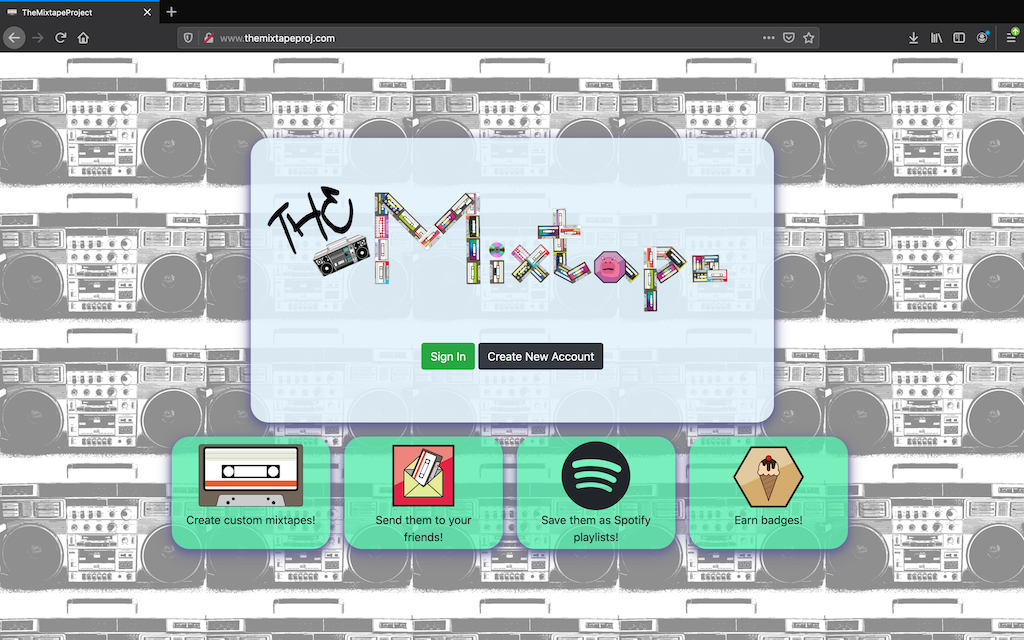 TheMixtapeProject
www.themixtapeproj.com
THE
Mixtape
Sign In
Create New Account
Create custom mixtapes!
Send them to your
friends!
Save them as Spotify
playlists!
Earn badges!